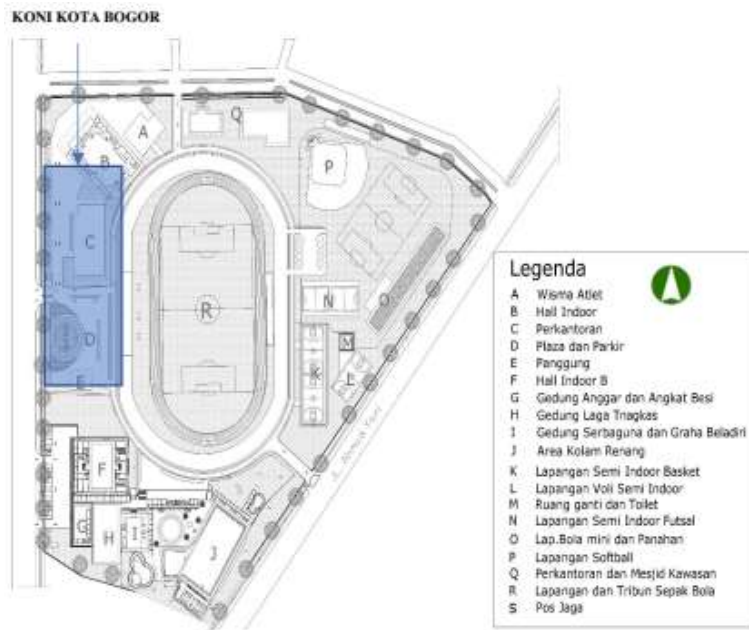 KONI KOTA BOGOR
A
B
Q
P
C
R
N
O
D
M
K
L
E
F
G
H
I
J
Legenda
A Wisma Atlet
B Hall Indoor
C Perkantoran
D Plaza dan Parkir
E Panggung
F Hall Indoor B
G Gedung Anggar dan Angkat Besi
H Gedung Laga Tnagkas
I Gedung Serbaguna dan Graha Beladiri
J Area Kolam Renang
K Lapangan Semi Indoor Basket
L Lapangan Voli Semi Indoor
M Ruang ganti dan Toilet
N Lapangan Semi Indoor Futsal
O Lap.Bola mini dan Panahan
P Lapangan Softball
Q Perkantoran dan Mesjid Kawasan
R Lapangan dan Tribun Sepak Bola
S Pos Jaga